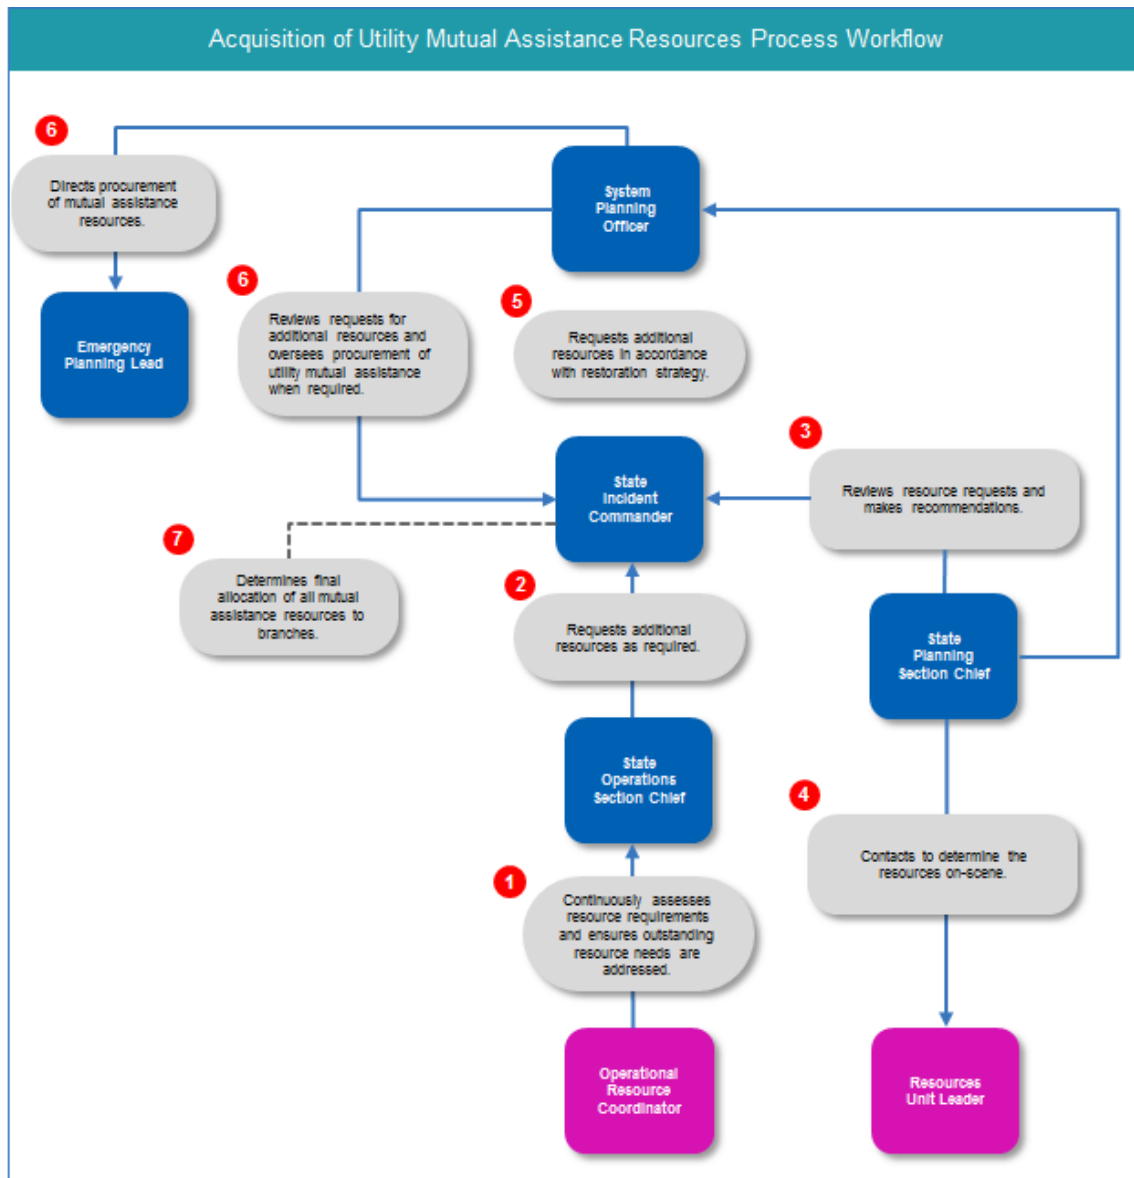 Acquisition of Utility Mutual Assistance Resources Process Workflow
6
Directs procurement
of mutual assistance
resources.
System
Planning
Officer
6
Reviews requests for
additional resources and
oversees procurement of
utility mutual assistance
when required.
5
Requests additional
resources in accordance
with restoration strategy.
Emergency
Planning Lead
3
Reviews resource requests and
makes recommendations.
State
Incident
Commander
7
Determines final
allocation of all mutual
assistance resources to
branches.
2
Requests additional
resources as required.
State
Planning
Section Chief
State
Operations
Section Chief
4
Contacts to determine the
resources on-scene.
1
Continuously assesses
resource requirements
and ensures outstanding
resource needs are
addressed.
Operational
Resource
Coordinator
Resources
Unit Leader